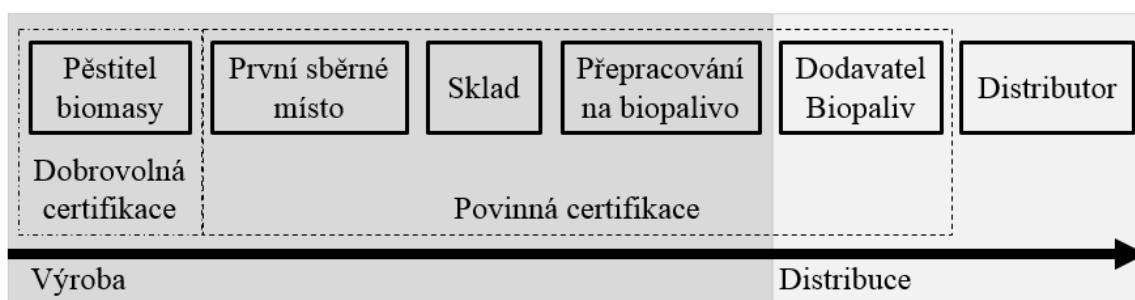 Pěstitel
biomasy
První sběrné
místo
Sklad
Přepracování
na biopalivo
Dodavatel
Biopaliv
Distributor
Dobrovolná
certifikace
Povinná certifikace
Výroba
Distribuce